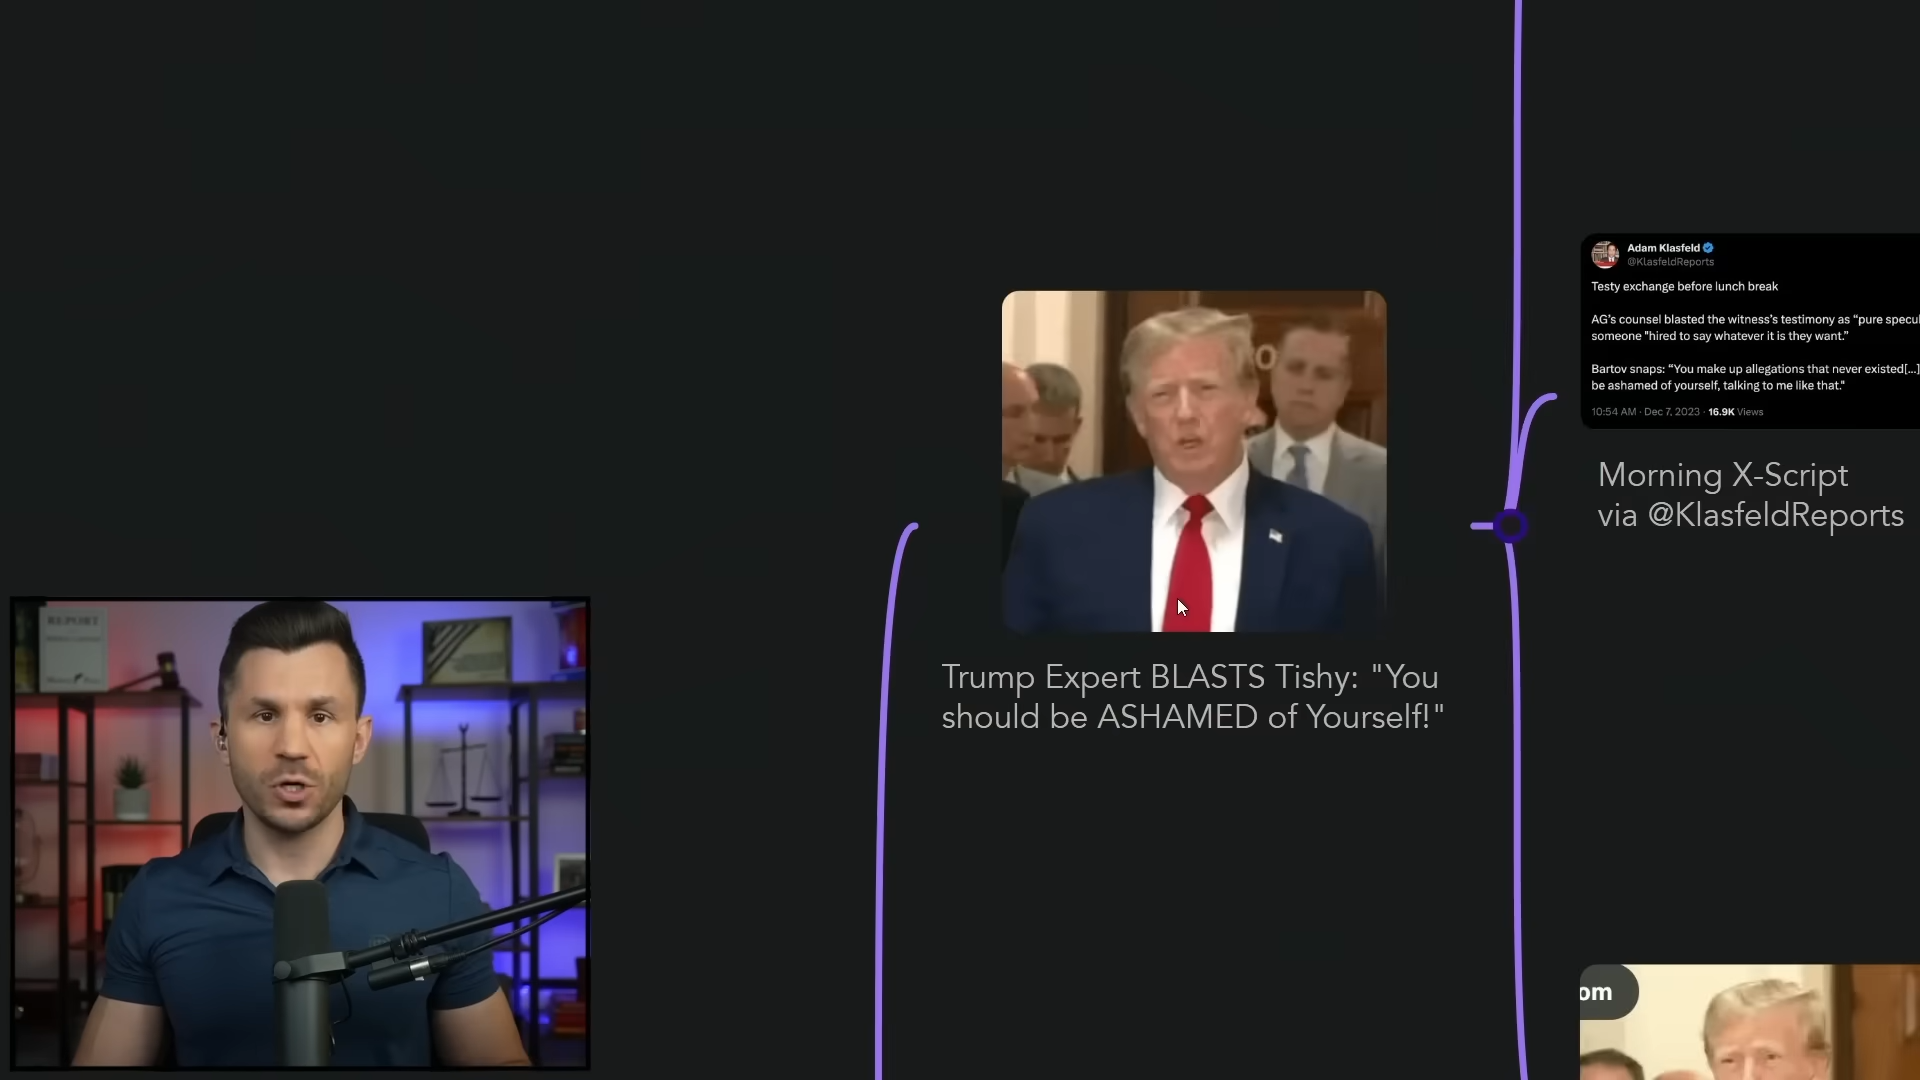 Adam Klasfeld
@KlasfeldReports
Testy exchange before lunch break
AG's counsel blasted the witness's testimony as "pure
someone "hired to say whatever it is they want."
Bartov snaps: "You make up allegations that never existed[...]
be ashamed of yourself, talking to me like that."
10:54 AM · Dec 7, 2023 · 16.9K Views
Morning X-Script
via @KlasfeldReports
Trump Expert BLASTS Tishy: "You
should be ASHAMED of Yourself!"
REPORT
om